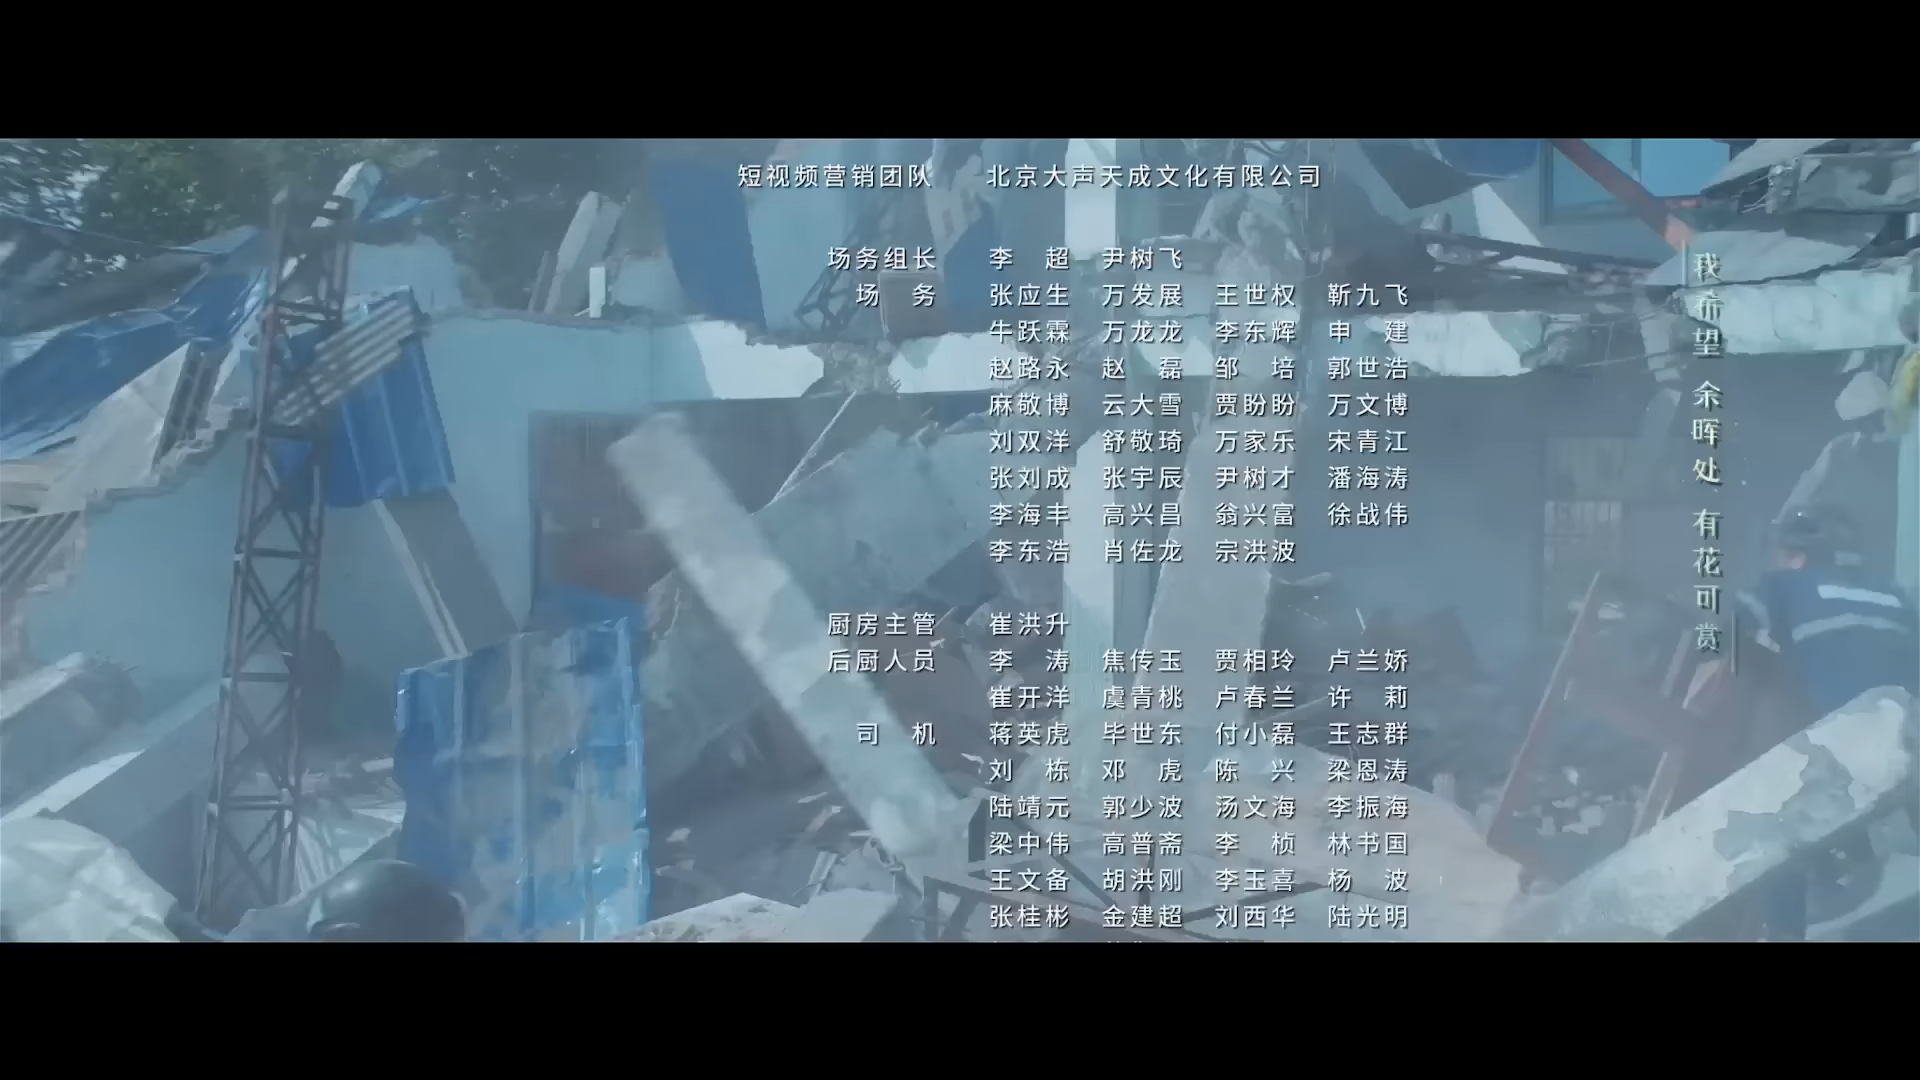 短视频营销团队 北京大声天成文化有限公司
场务组长 李 超 尹树飞
场 务 张应生 万发展 王世权 靳九飞
牛跃霖 万龙龙 李东辉 申 建
赵路永 赵 磊 邹 培 郭世浩
麻敬博 云大雪 贾盼盼 万文博
刘双洋 舒敬琦 万家乐 宋青江
张刘成 张宇辰 尹树才 潘海涛
李海丰 高兴昌 翁兴富 徐战伟
李东浩 肖佐龙 宗洪波
厨房主管 崔洪升
后厨人员 李 涛 焦传玉 贾相玲 卢兰娇
崔开洋 虞青桃 卢春兰 许 莉
司 机 蒋英虎 毕世东 付小磊 王志群
刘 栋 邓 虎 陈 兴 梁恩涛
陆靖元 郭少波 汤文海 李振海
梁中伟 高普斋 李 桢 林书国
王文备 胡洪刚 李玉喜 杨 波
张桂彬 金建超 刘西华 陆光明
我希望 余晖处 有花可赏